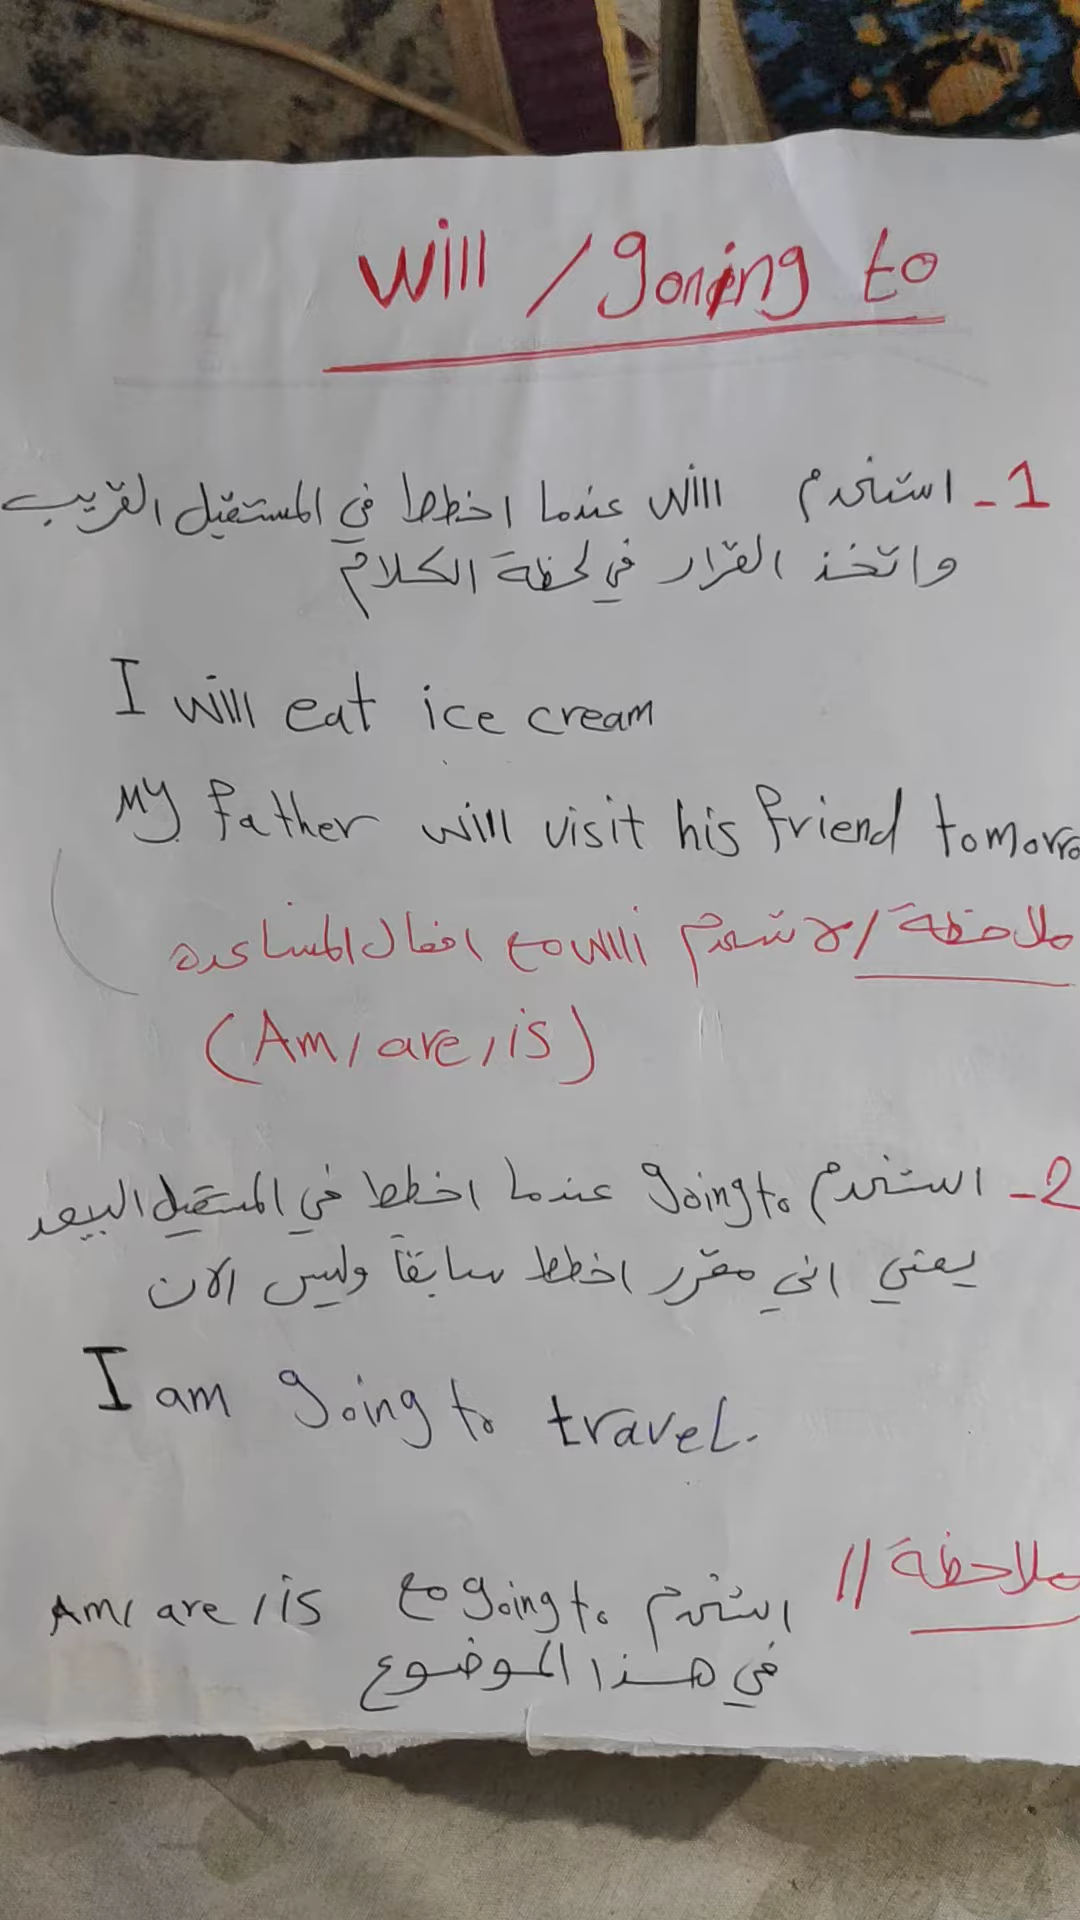 will / going to
1- استخدم will عندما اخطط في المستقبل القريب
واتخذ القرار في لحظة الكلام
I will eat ice cream
My father will visit his friend tomorro
ملاحظة / لا تستخدم will مع افعال المساعده
(Am / are / is)
2- استخدم going to عندما اخطط في المستقبل البيعد
يعني اني مقرر اخطط سابقاً وليس الان
I am going to travel.
ملاحظة // استخدم going to مع Am / are / is
في هذا الموضوع